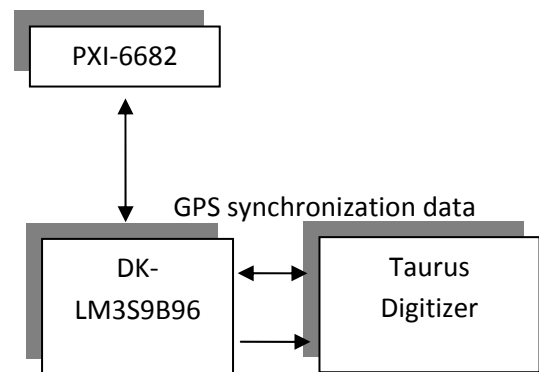 PXI-6682
GPS synchronization data
DK-
LM3S9B96
Taurus
Digitizer